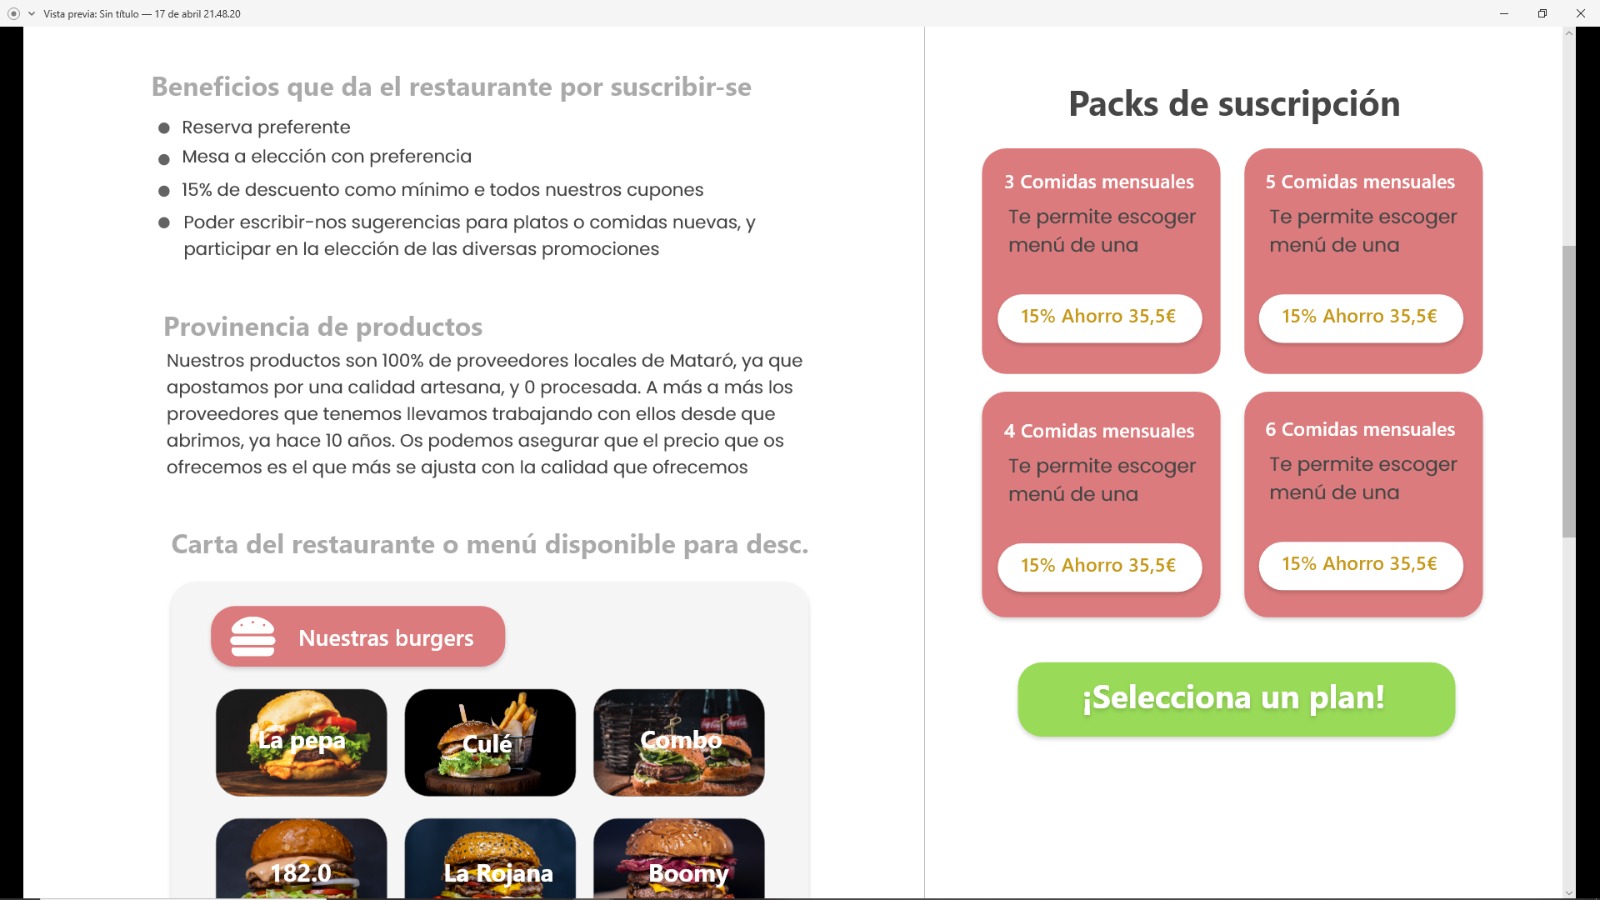 Vista previa: Sin título — 17 de abril 21.48.20
Beneficios que da el restaurante por suscribir-se
Reserva preferente
Mesa a elección con preferencia
15% de descuento como mínimo e todos nuestros cupones
Poder escribir-nos sugerencias para platos o comidas nuevas, y
participar en la elección de las diversas promociones
Provinencia de productos
Nuestros productos son 100% de proveedores locales de Mataró, ya que
apostamos por una calidad artesana, y 0 procesada. A más a más los
proveedores que tenemos llevamos trabajando con ellos desde que
abrimos, ya hace 10 años. Os podemos asegurar que el precio que os
ofrecemos es el que más se ajusta con la calidad que ofrecemos
Carta del restaurante o menú disponible para desc.
Nuestras burgers
La pepa
Culé
Combo
182.0
La Rojana
Boomy
Packs de suscripción
3 Comidas mensuales
Te permite escoger
menú de una
15% Ahorro 35,5€
5 Comidas mensuales
Te permite escoger
menú de una
15% Ahorro 35,5€
4 Comidas mensuales
Te permite escoger
menú de una
15% Ahorro 35,5€
6 Comidas mensuales
Te permite escoger
menú de una
15% Ahorro 35,5€
¡Selecciona un plan!